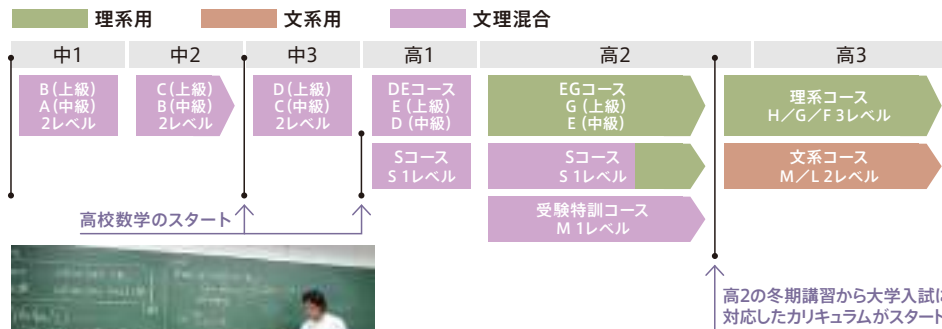 理系用 文系用 文理混合
中1 中2 中3 高1 高2 高3
B(上級)
A(中級)
2レベル
C(上級)
B(中級)
2レベル
D(上級)
C(中級)
2レベル
DEコース
E(上級)
D(中級)
EGコース
G(上級)
E(中級)
理系コース
H/G/F 3レベル
Sコース
S 1レベル
Sコース
S 1レベル
文系コース
M/L 2レベル
受験特訓コース
M 1レベル
高校数学のスタート
高2の冬期講習から大学入試に
対応したカリキュラムがスタート